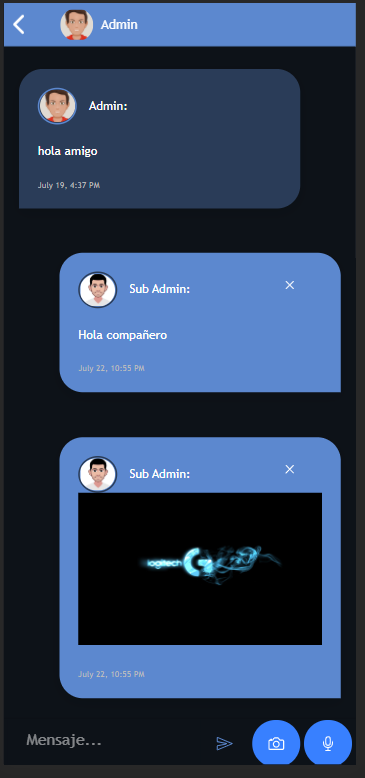 Admin
Admin:
hola amigo
July 19, 4:37 PM
Sub Admin:
Hola compañero
July 22, 10:55 PM
Sub Admin:
logitech
July 22, 10:55 PM
Mensaje...